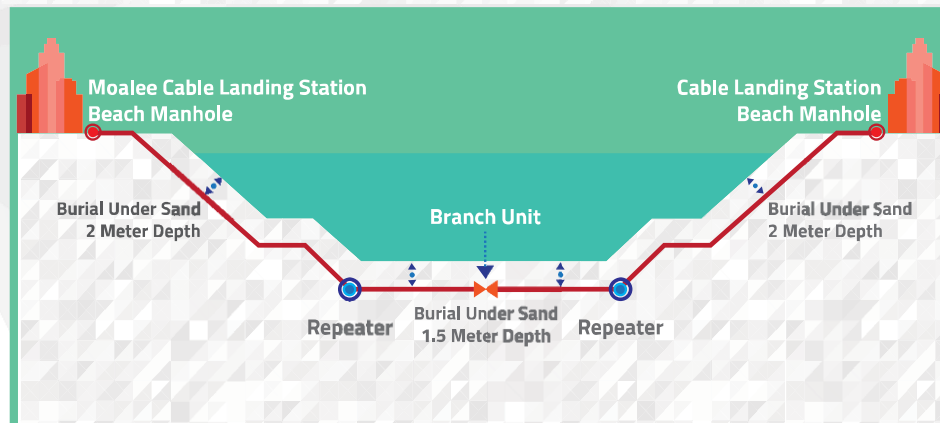 Moalee Cable Landing Station
Beach Manhole
Cable Landing Station
Beach Manhole
Burial Under Sand
2 Meter Depth
Branch Unit
Burial Under Sand
2 Meter Depth
Repeater
Burial Under Sand
1.5 Meter Depth
Repeater